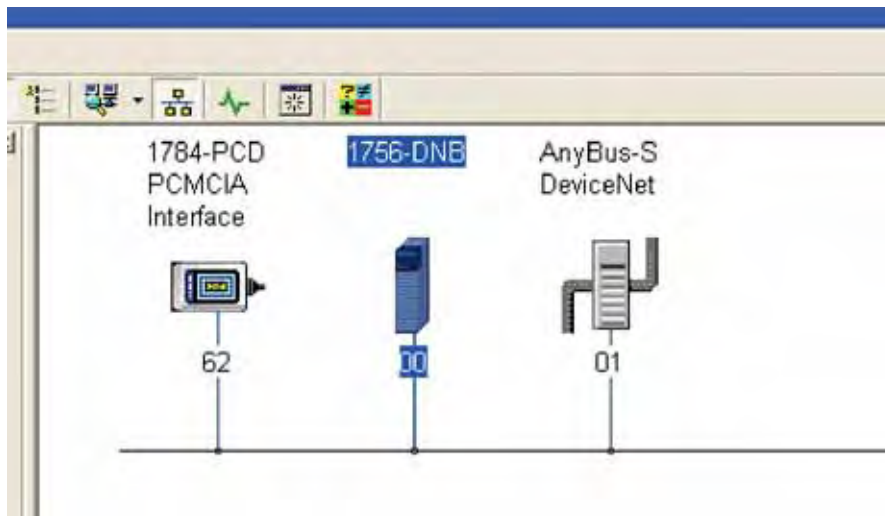 1784-PCD
PCMCIA
Interface
1756-DNB
AnyBus-S
DeviceNet
62
00
01